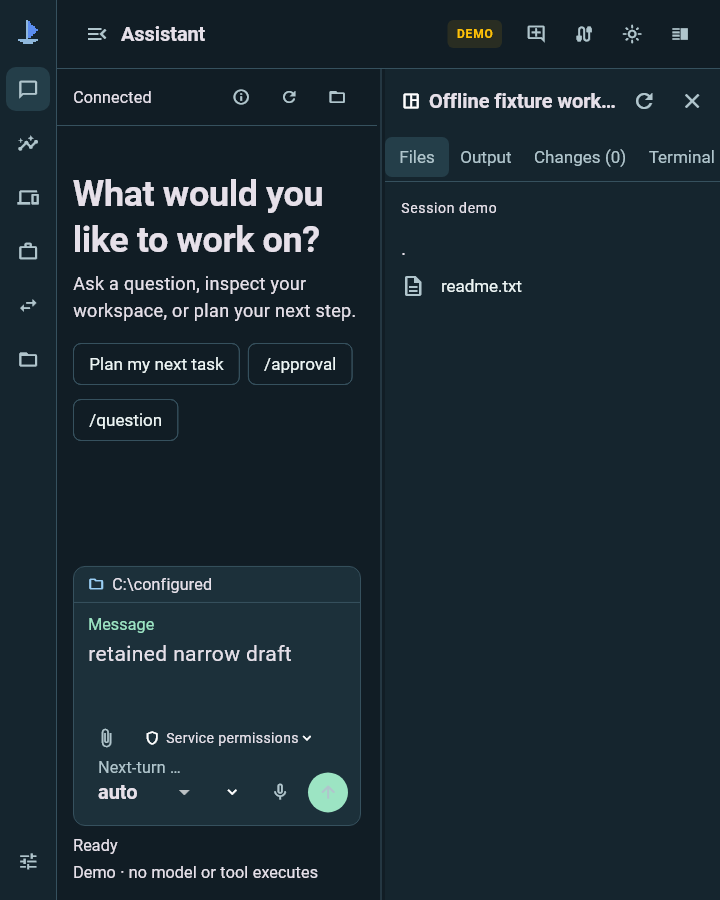 Assistant
DEMO
Connected
What would you
like to work on?
Ask a question, inspect your
workspace, or plan your next step.
Plan my next task
/approval
/question
C:\configured
Message
retained narrow draft
Service permissions
Next-turn …
auto
Ready
Demo · no model or tool executes
Offline fixture work…
Files
Output
Changes (0)
Terminal
Session demo
.
readme.txt